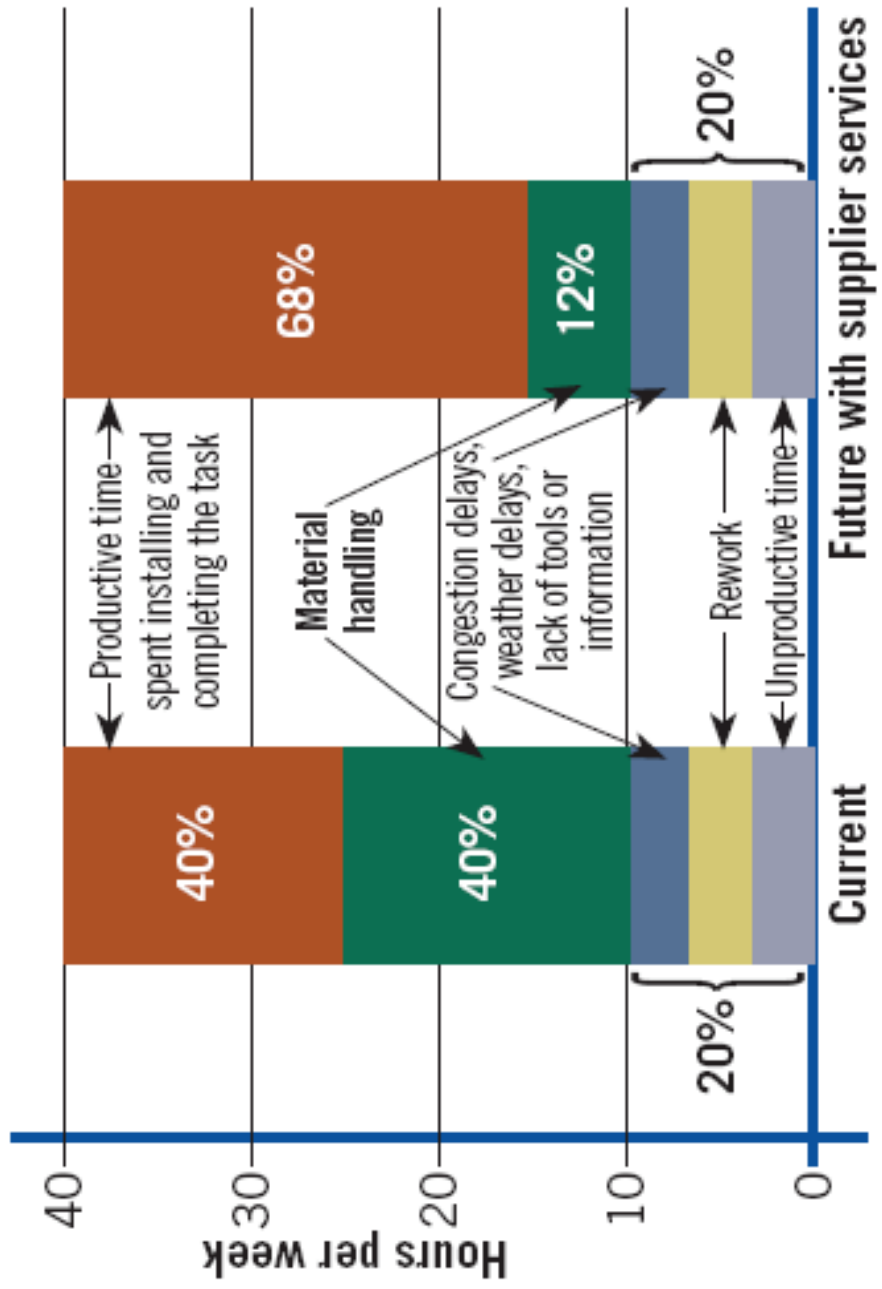 Hours per week
40
30
20
10
0
40%
40%
20%
Productive time
spent installing and
completing the task
Material
handling
Congestion delays,
weather delays,
lack of tools or
information
Rework
Unproductive time
68%
12%
20%
Current
Future with supplier services